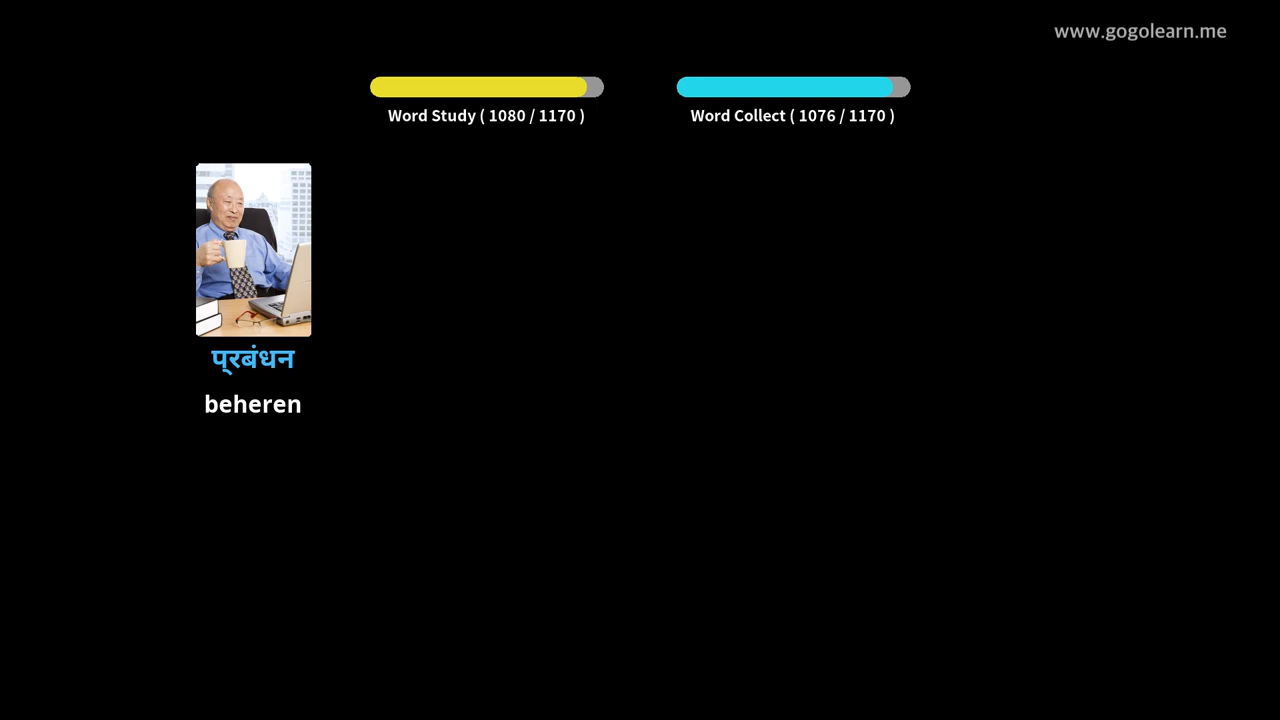 www.gogolearn.me
Word Study ( 1080 / 1170 )
Word Collect ( 1076 / 1170 )
प्रबंधन
beheren